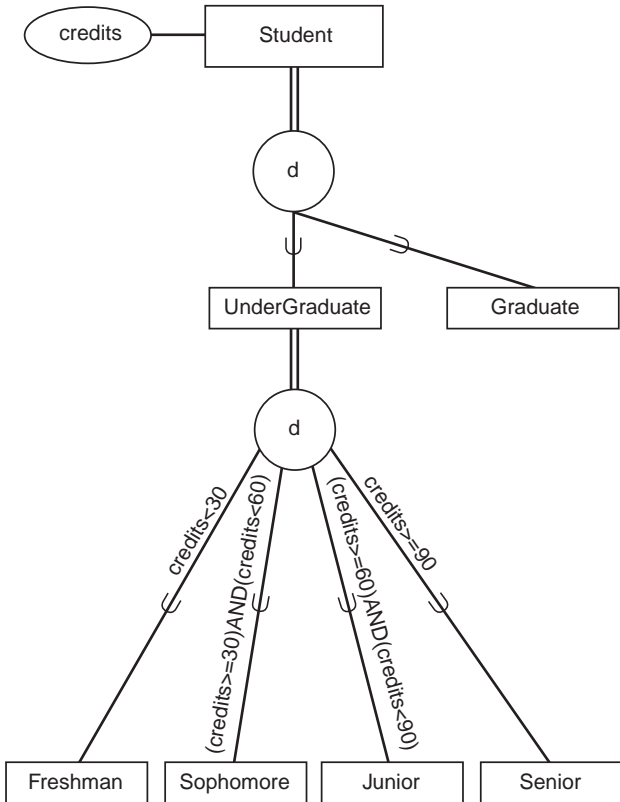 credits
Student
d
UnderGraduate
Graduate
d
credits<30
(credits>=30)AND(credits<60)
(credits>=60)AND(credits<90)
credits>=90
Freshman
Sophomore
Junior
Senior